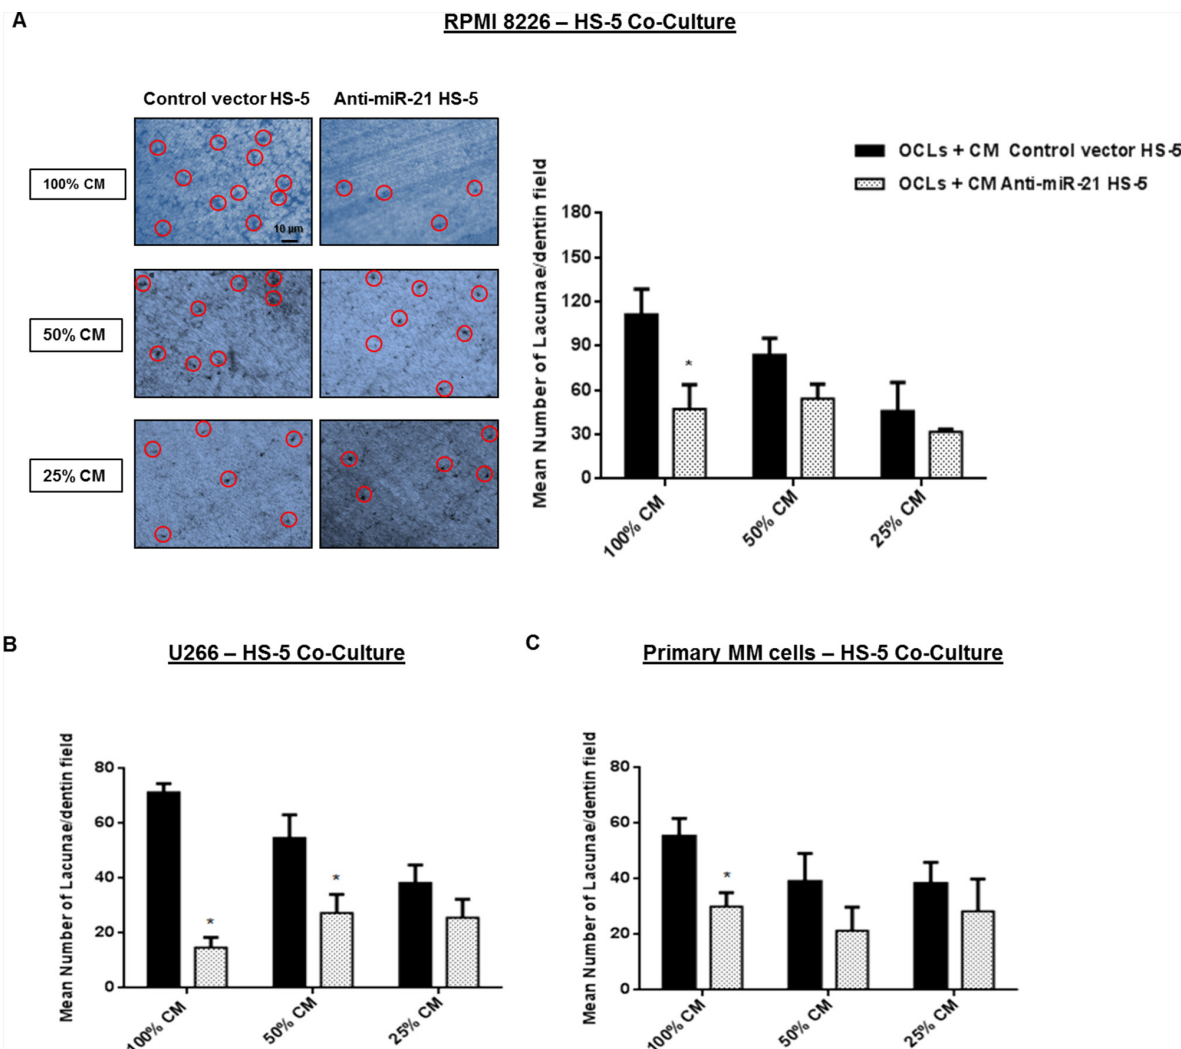 A
RPMI 8226 – HS-5 Co-Culture
Control vector HS-5
Anti-miR-21 HS-5
100% CM
10 µm
50% CM
25% CM
OCLs + CM Control vector HS-5
OCLs + CM Anti-miR-21 HS-5
Mean Number of Lacunae/dentin field
180
150
120
90
60
30
0
*
100% CM
50% CM
25% CM
B
U266 – HS-5 Co-Culture
Mean Number of Lacunae/dentin field
80
60
40
20
0
*
*
100% CM
50% CM
25% CM
C
Primary MM cells – HS-5 Co-Culture
Mean Number of Lacunae/dentin field
80
60
40
20
0
*
100% CM
50% CM
25% CM